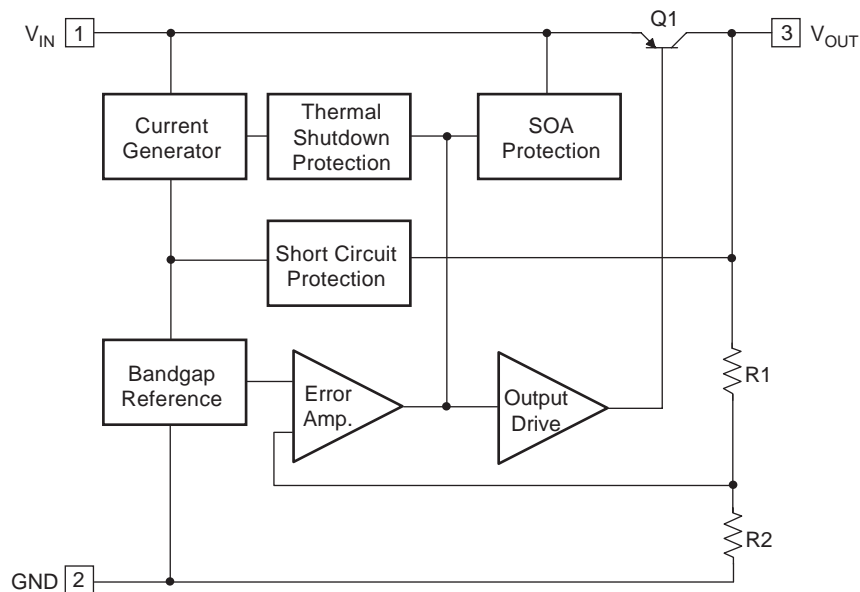 Q1
V_IN 1
3 V_OUT
Current
Generator
Thermal
Shutdown
Protection
SOA
Protection
Short Circuit
Protection
Bandgap
Reference
Error
Amp.
Output
Drive
R1
R2
GND 2